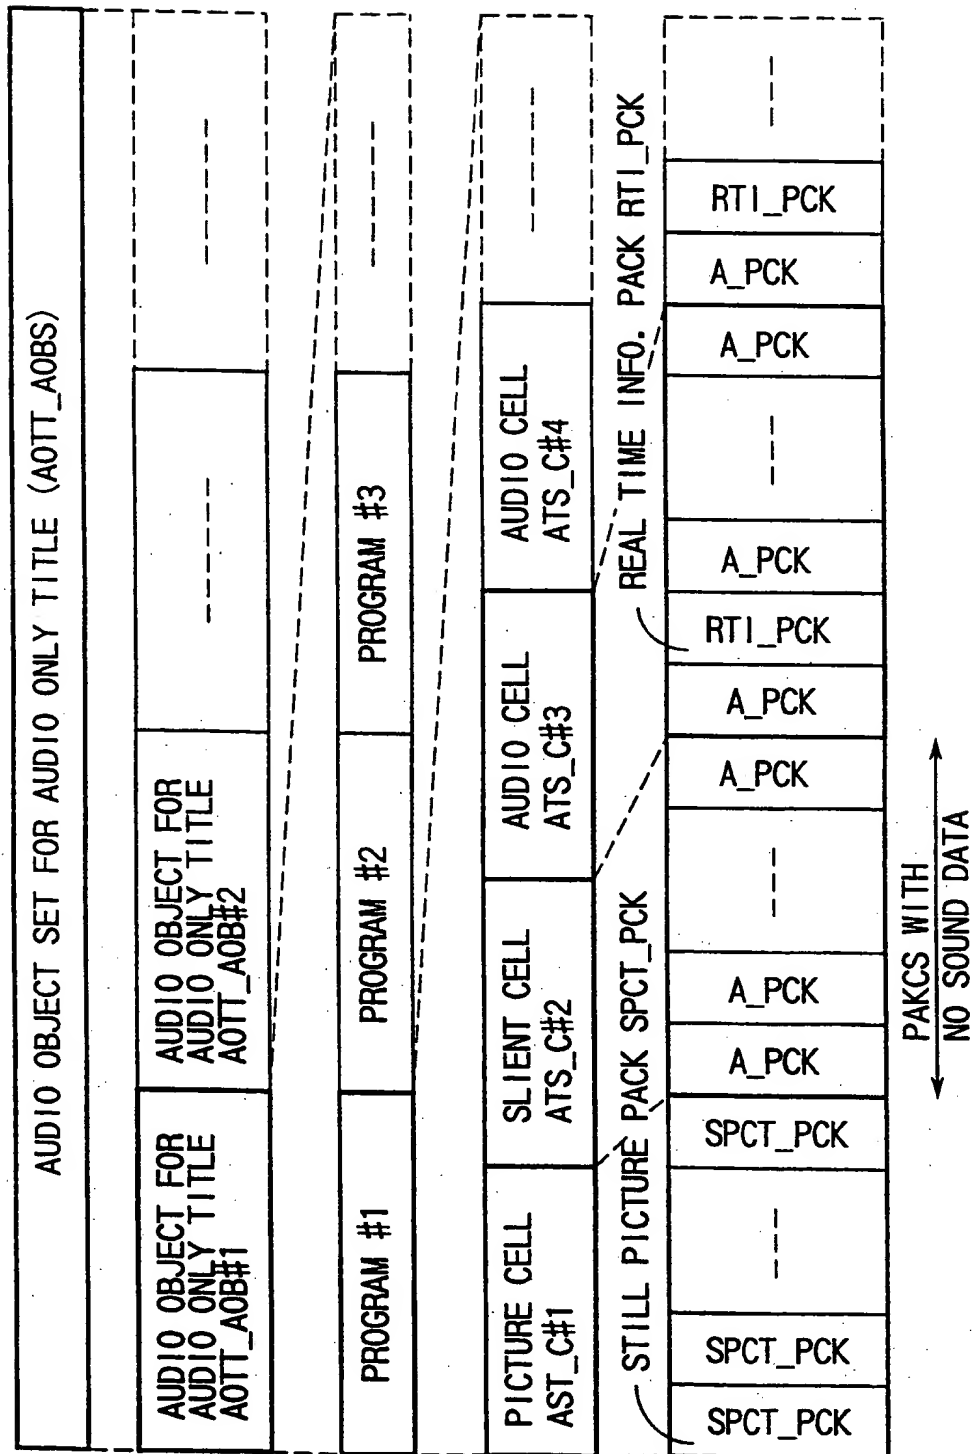 AUDIO OBJECT SET FOR AUDIO ONLY TITLE (AOTT_AOBS)
AUDIO OBJECT FOR
AUDIO ONLY TITLE
AOTT_AOB#1
AUDIO OBJECT FOR
AUDIO ONLY TITLE
AOTT_AOB#2
PROGRAM #1
PROGRAM #2
PROGRAM #3
PICTURE CELL
AST_C#1
SLIENT CELL
ATS_C#2
AUDIO CELL
ATS_C#3
AUDIO CELL
ATS_C#4
STILL PICTURE PACK SPCT_PCK
REAL TIME INFO. PACK RTI_PCK
SPCT_PCK
SPCT_PCK
SPCT_PCK
A_PCK
A_PCK
A_PCK
A_PCK
RTI_PCK
A_PCK
A_PCK
A_PCK
RTI_PCK
PAKCS WITH
NO SOUND DATA